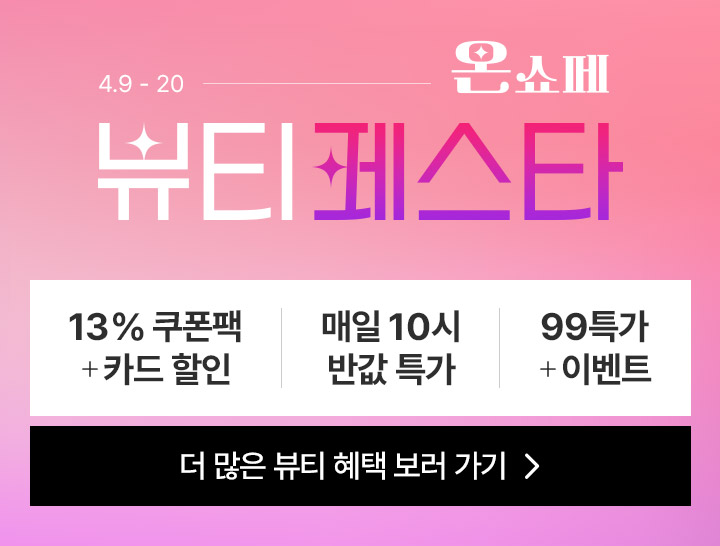 4.9 - 20
온쇼페
뷰티페스타
13% 쿠폰팩
+카드 할인
매일 10시
반값 특가
99특가
+이벤트
더 많은 뷰티 혜택 보러 가기 >